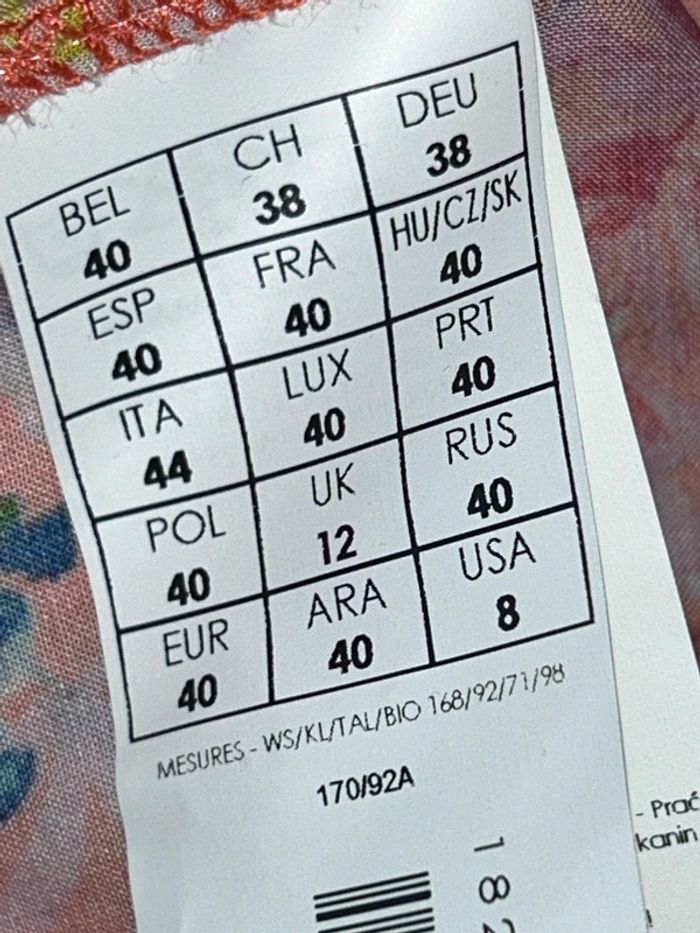 BEL CH DEU
40 38 38
ESP FRA HU/CZ/SK
40 40 40
ITA LUX PRT
44 40 40
POL UK RUS
40 12 40
EUR ARA USA
40 40 8
MESURES - WS/KL/TAL/BIO 168/92/71/98
170/92A
- Prać
kanin
182